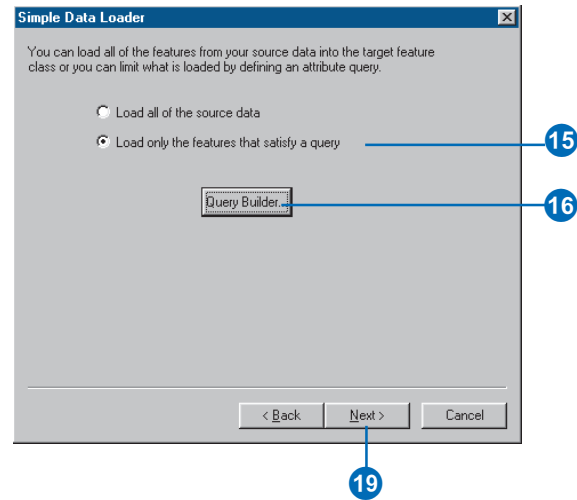 Simple Data Loader
You can load all of the features from your source data into the target feature
class or you can limit what is loaded by defining an attribute query.
Load all of the source data
Load only the features that satisfy a query
15
Query Builder...
16
< Back
Next >
Cancel
19